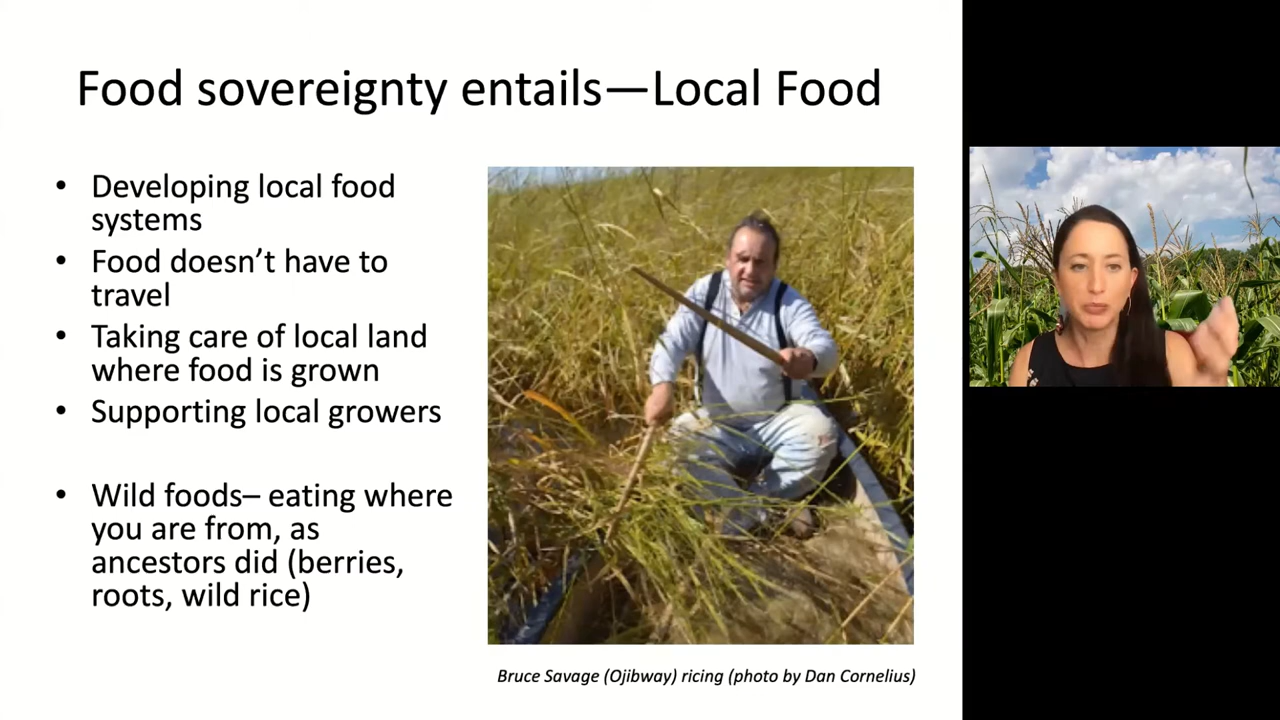 Food sovereignty entails—Local Food
• Developing local food
systems
• Food doesn’t have to
travel
• Taking care of local land
where food is grown
• Supporting local growers
• Wild foods– eating where
you are from, as
ancestors did (berries,
roots, wild rice)
Bruce Savage (Ojibway) ricing (photo by Dan Cornelius)